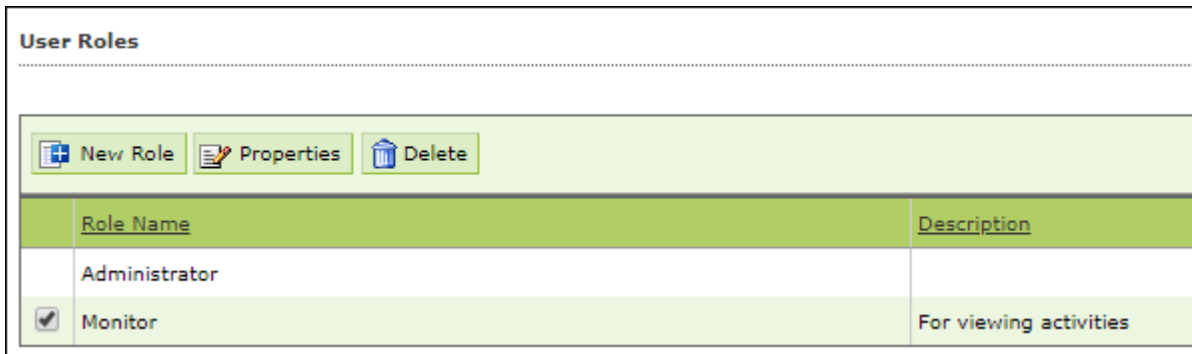 User Roles
New Role Properties Delete
Role Name Description
Administrator
Monitor For viewing activities